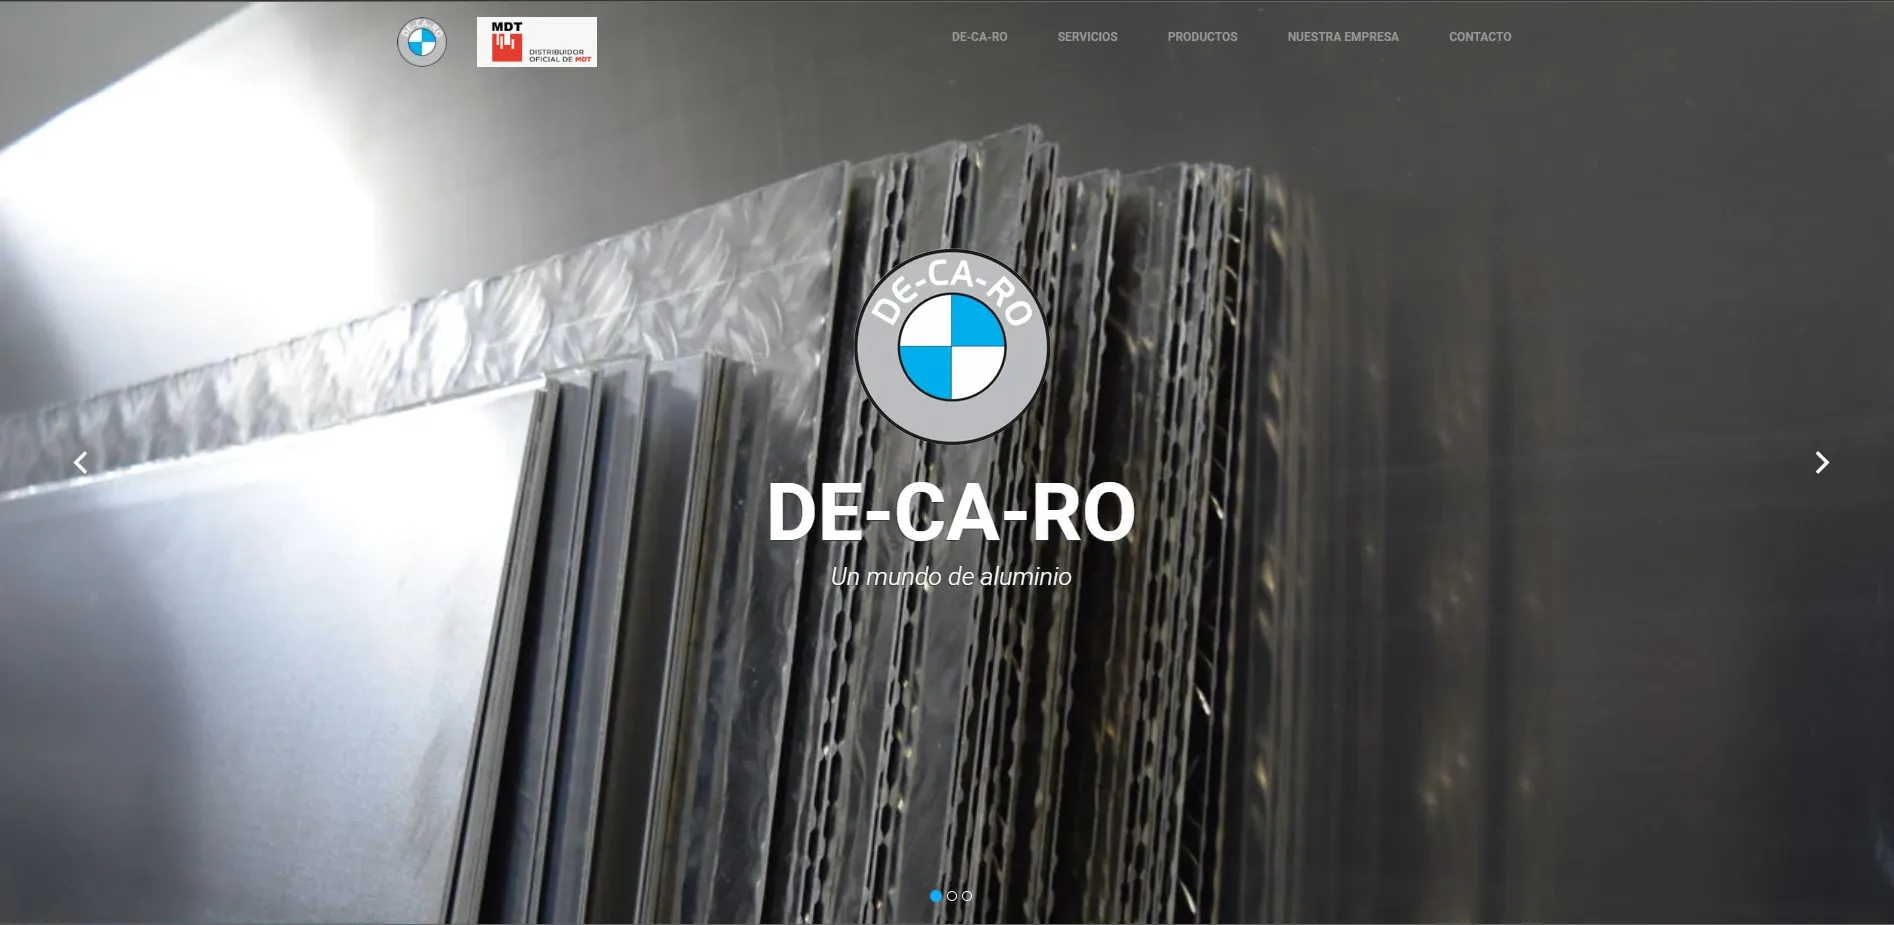 DE-CA-RO
MDT
DISTRIBUIDOR
OFICIAL DE MDT
DE-CA-RO
SERVICIOS
PRODUCTOS
NUESTRA EMPRESA
CONTACTO
DE-CA-RO
DE-CA-RO
Un mundo de aluminio